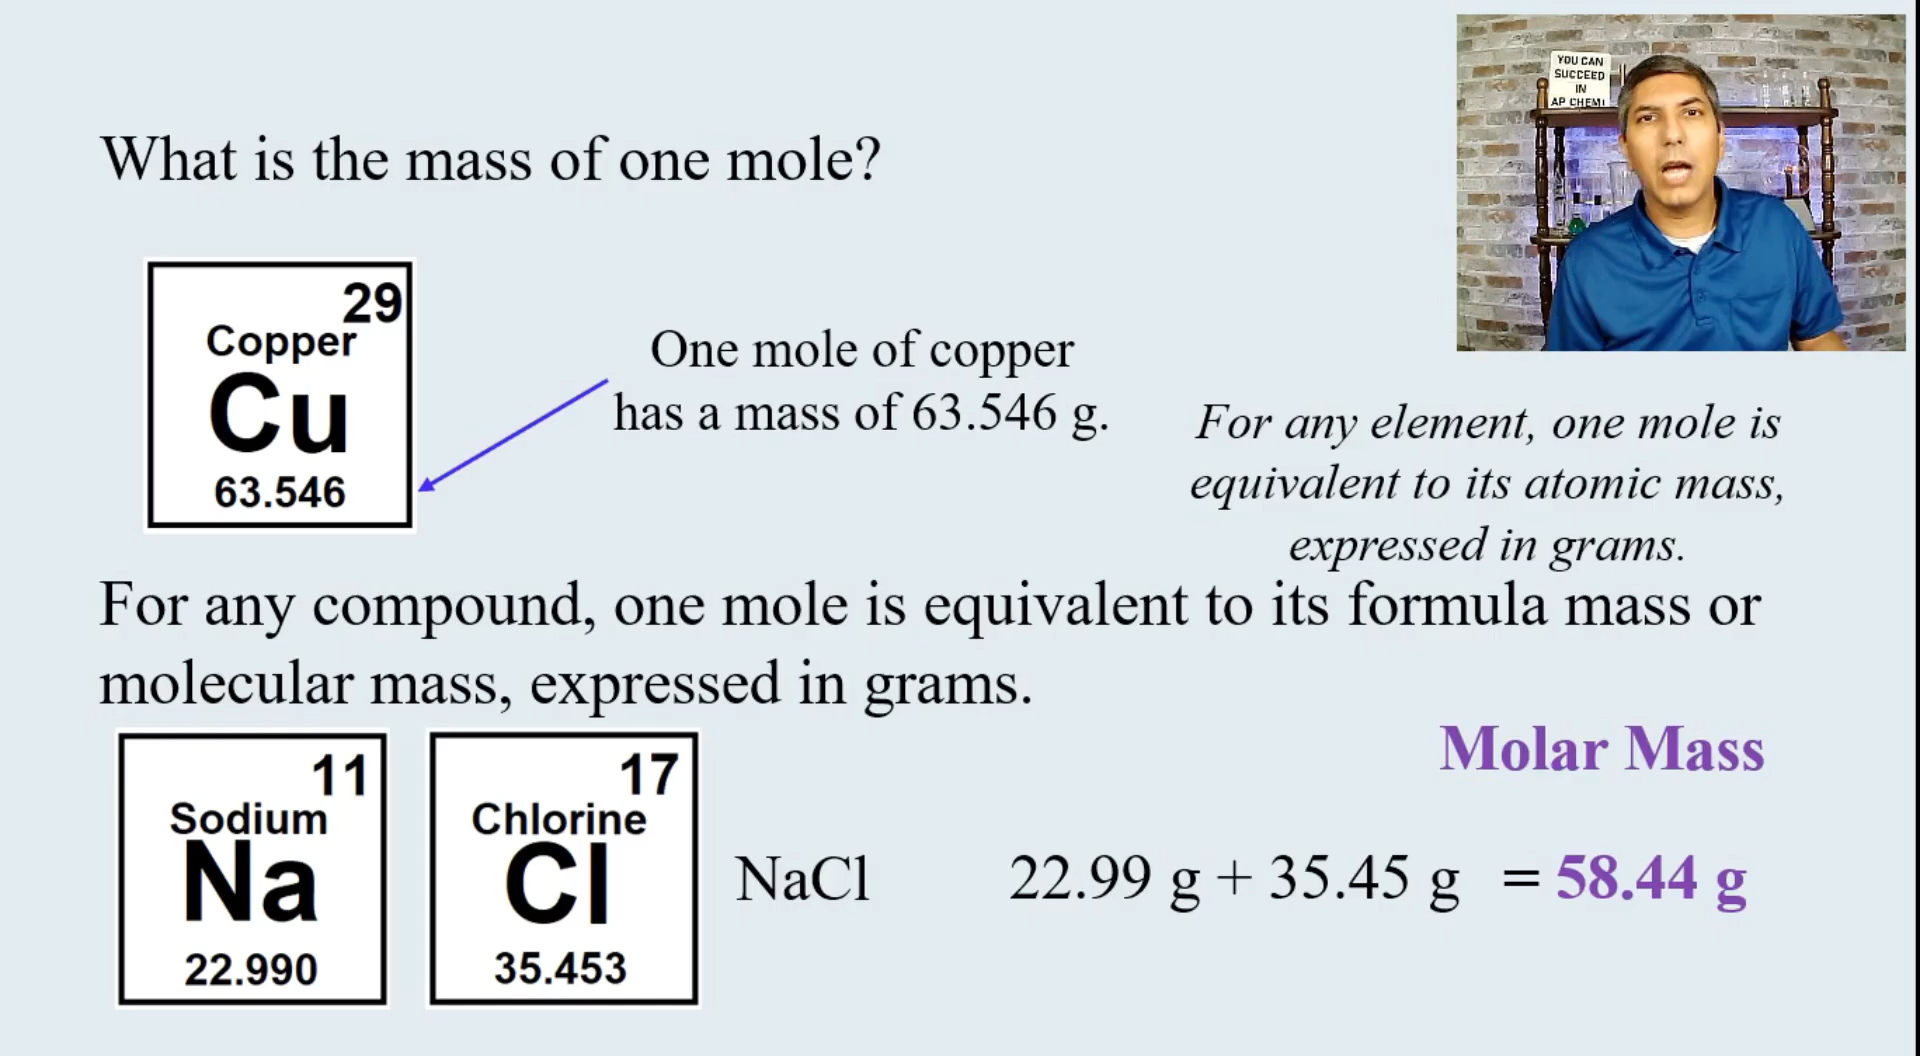 YOU CAN
SUCCEED
IN
AP CHEM!
What is the mass of one mole?
29
Copper
Cu
63.546
One mole of copper
has a mass of 63.546 g.
For any element, one mole is
equivalent to its atomic mass,
expressed in grams.
For any compound, one mole is equivalent to its formula mass or
molecular mass, expressed in grams.
11
Sodium
Na
22.990
17
Chlorine
Cl
35.453
Molar Mass
NaCl 22.99 g + 35.45 g = 58.44 g